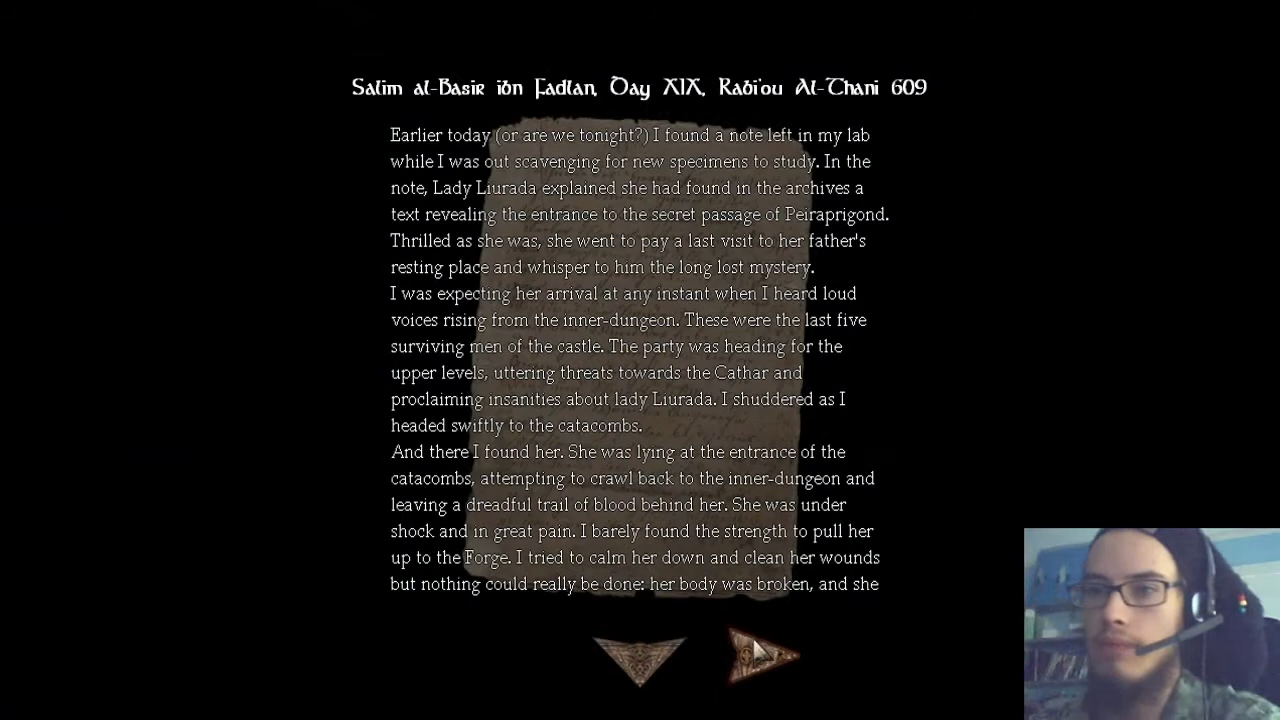 Salim al-Basir ibn Fadlan, Day XIX, Rabi'ou Al-Thani 609
Earlier today (or are we tonight?) I found a note left in my lab
while I was out scavenging for new specimens to study. In the
note, Lady Liurada explained she had found in the archives a
text revealing the entrance to the secret passage of Peiraprigond.
Thrilled as she was, she went to pay a last visit to her father's
resting place and whisper to him the long lost mystery.
I was expecting her arrival at any instant when I heard loud
voices rising from the inner-dungeon. These were the last five
surviving men of the castle. The party was heading for the
upper levels, uttering threats towards the Cathar and
proclaiming insanities about lady Liurada. I shuddered as I
headed swiftly to the catacombs.
And there I found her. She was lying at the entrance of the
catacombs, attempting to crawl back to the inner-dungeon and
leaving a dreadful trail of blood behind her. She was under
shock and in great pain. I barely found the strength to pull her
up to the Forge. I tried to calm her down and clean her wounds
but nothing could really be done: her body was broken, and she